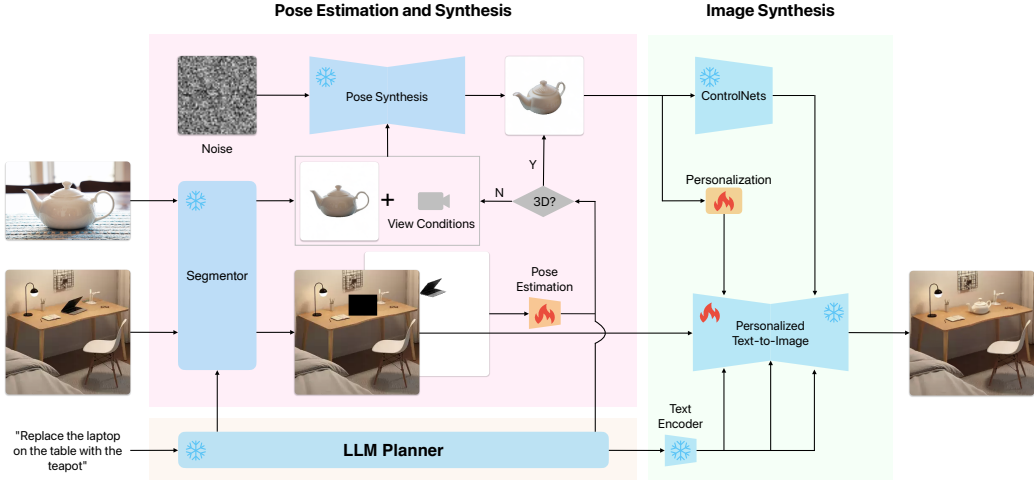 Pose Estimation and Synthesis
Image Synthesis
Pose Synthesis
ControlNets
Noise
Y
Personalization
N
3D?
View Conditions
Segmentor
Pose
Estimation
Personalized
Text-to-Image
"Replace the laptop
on the table with the
teapot"
LLM Planner
Text
Encoder